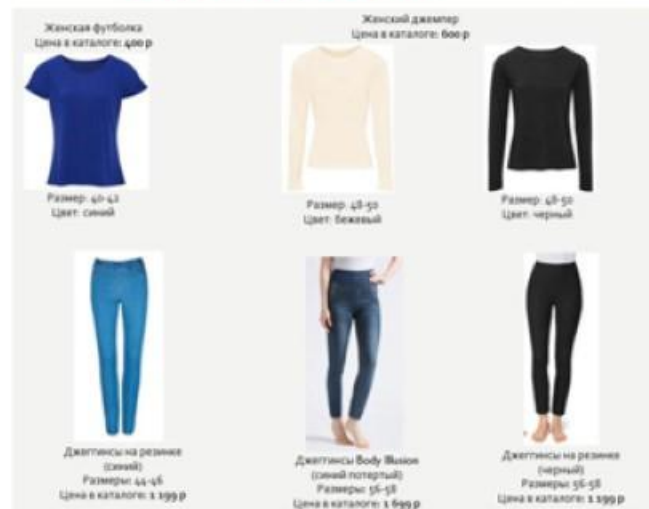 Женская футболка
Цена в каталоге: 400 р
Женский джемпер
Цена в каталоге: 600 р
Размер: 40-42
Цвет: синий
Размер: 48-50
Цвет: бежевый
Размер: 48-50
Цвет: черный
Джеггинсы на резинке
(синий)
Размеры: 44-46
Цена в каталоге: 1 199 р
Джеггинсы Body Illusion
(синий потертый)
Размеры: 56-58
Цена в каталоге: 1 699 р
Джеггинсы на резинке
(черный)
Размеры: 56-58
Цена в каталоге: 1 199 р